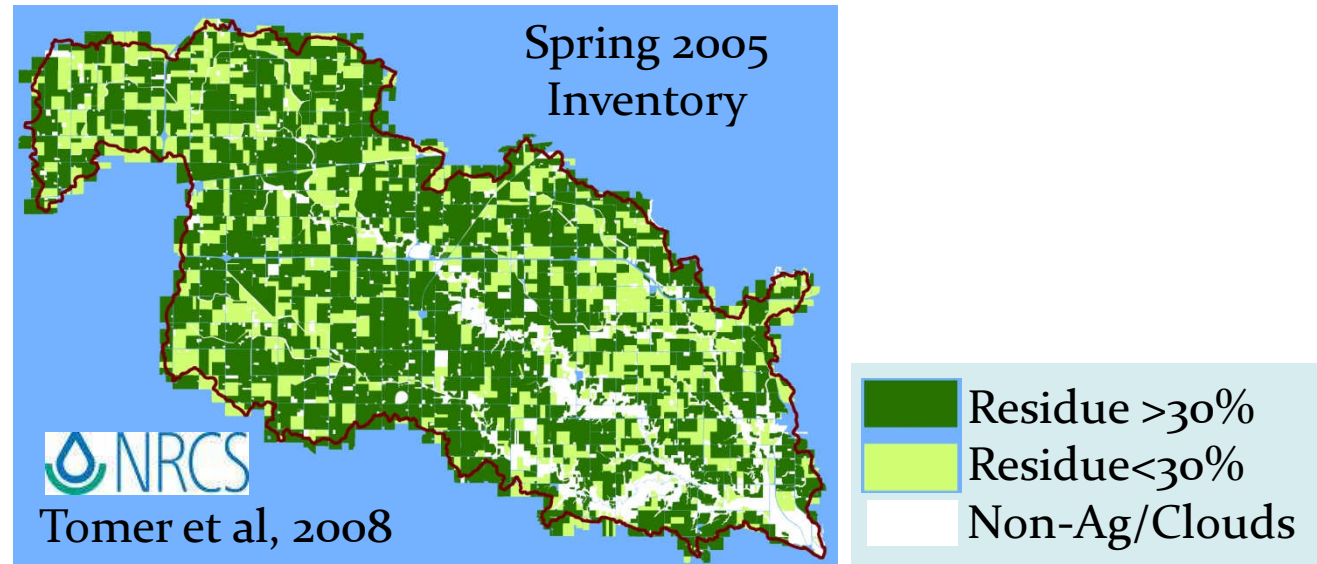 Spring 2005
Inventory
NRCS
Tomer et al, 2008
Residue >30%
Residue<30%
Non-Ag/Clouds